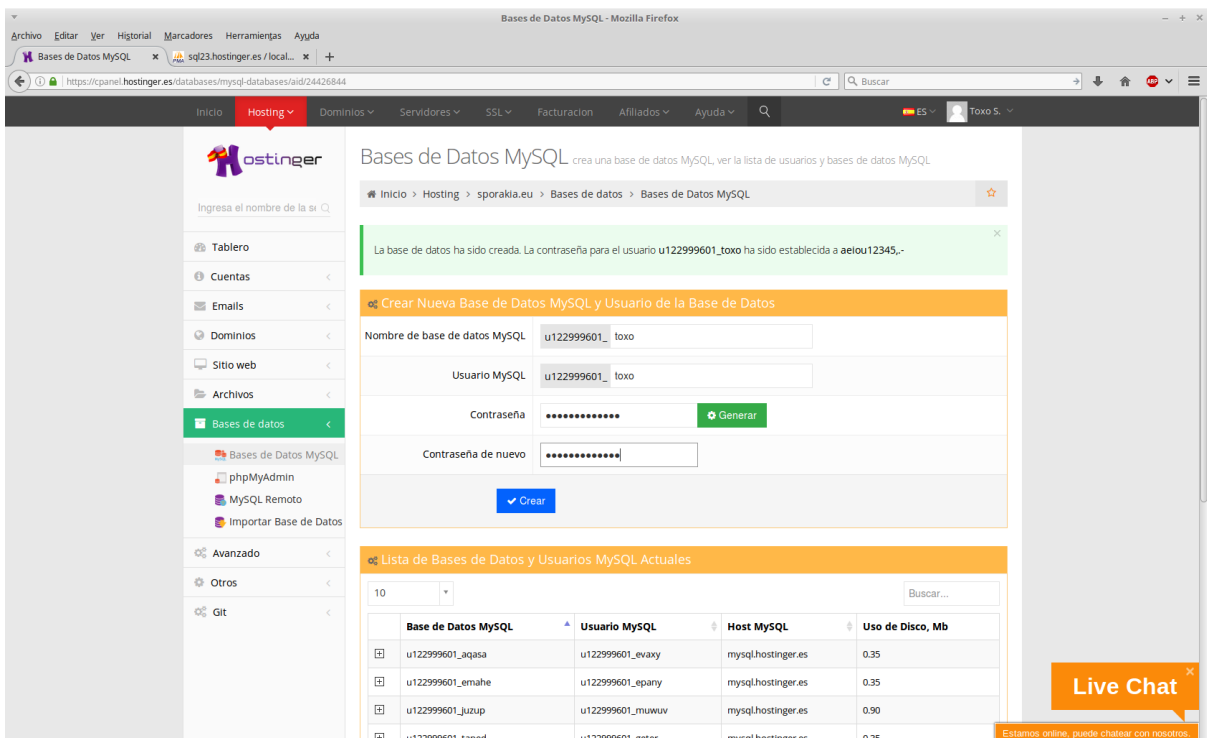 Bases de Datos MySQL - Mozilla Firefox
Archivo Editar Ver Historial Marcadores Herramientas Ayuda
Bases de Datos MySQL sql23.hostinger.es / local...
https://cpanel.hostinger.es/databases/mysql-databases/aid/24426844 Buscar ABP
Inicio Hosting Dominios Servidores SSL Facturacion Afiliados Ayuda ES Toxo S.
Hostinger
Ingresa el nombre de la
Tablero
Cuentas
Emails
Dominios
Sitio web
Archivos
Bases de datos
Bases de Datos MySQL
phpMyAdmin
MySQL Remoto
Importar Base de Datos
Avanzado
Otros
Git
Bases de Datos MySQL crea una base de datos MySQL, ver la lista de usuarios y bases de datos MySQL
Inicio > Hosting > sporakia.eu > Bases de datos > Bases de Datos MySQL
La base de datos ha sido creada. La contraseña para el usuario u122999601_toxo ha sido establecida a aeiou12345,.-
Crear Nueva Base de Datos MySQL y Usuario de la Base de Datos
Nombre de base de datos MySQL u122999601_ toxo
Usuario MySQL u122999601_ toxo
Contraseña ••••••••••••• Generar
Contraseña de nuevo •••••••••••••
Crear
Lista de Bases de Datos y Usuarios MySQL Actuales
10 Buscar...
Base de Datos MySQL Usuario MySQL Host MySQL Uso de Disco, Mb
u122999601_aqasa u122999601_evaxy mysql.hostinger.es 0.35
u122999601_emahe u122999601_epany mysql.hostinger.es 0.35
u122999601_juzup u122999601_muwuv mysql.hostinger.es 0.90
Live Chat
Estamos online, puede chatear con nosotros.